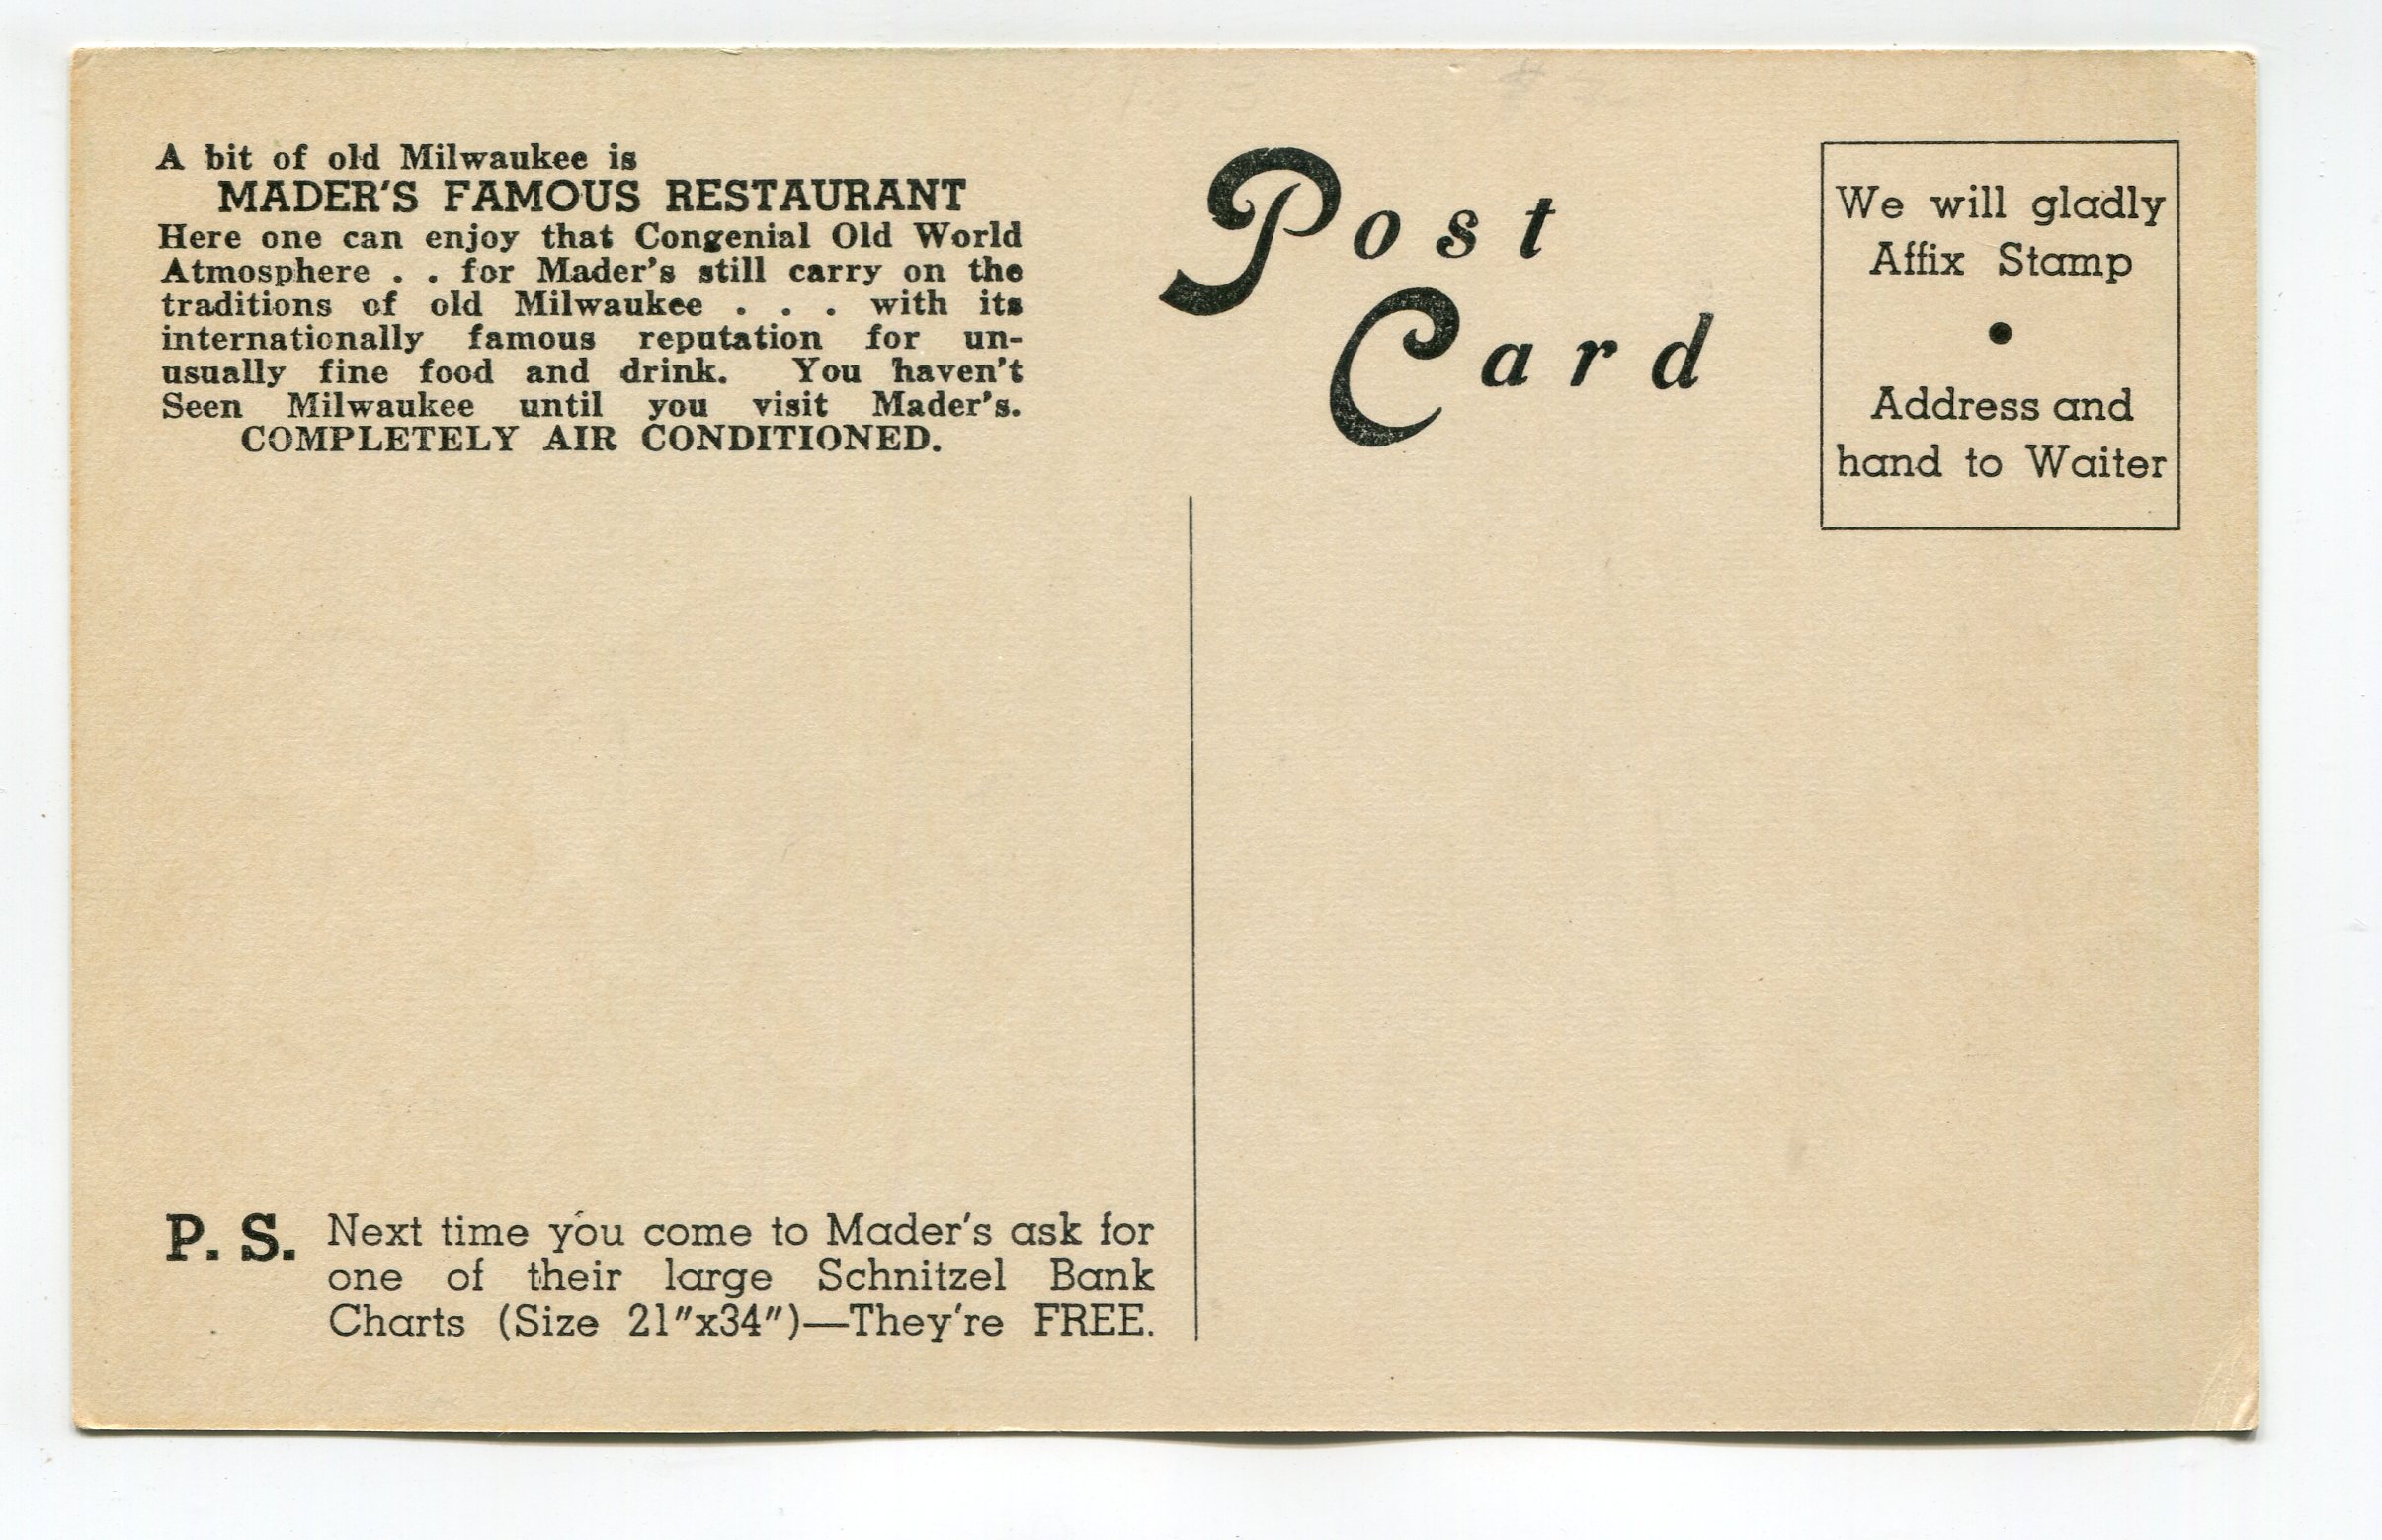 A bit of old Milwaukee is
MADER'S FAMOUS RESTAURANT
Here one can enjoy that Congenial Old World
Atmosphere . . for Mader's still carry on the
traditions of old Milwaukee . . . with its
internationally famous reputation for un-
usually fine food and drink. You haven't
Seen Milwaukee until you visit Mader's.
COMPLETELY AIR CONDITIONED.
Post
Card
We will gladly
Affix Stamp
●
Address and
hand to Waiter
P. S. Next time you come to Mader's ask for
one of their large Schnitzel Bank
Charts (Size 21"x34")—They're FREE.